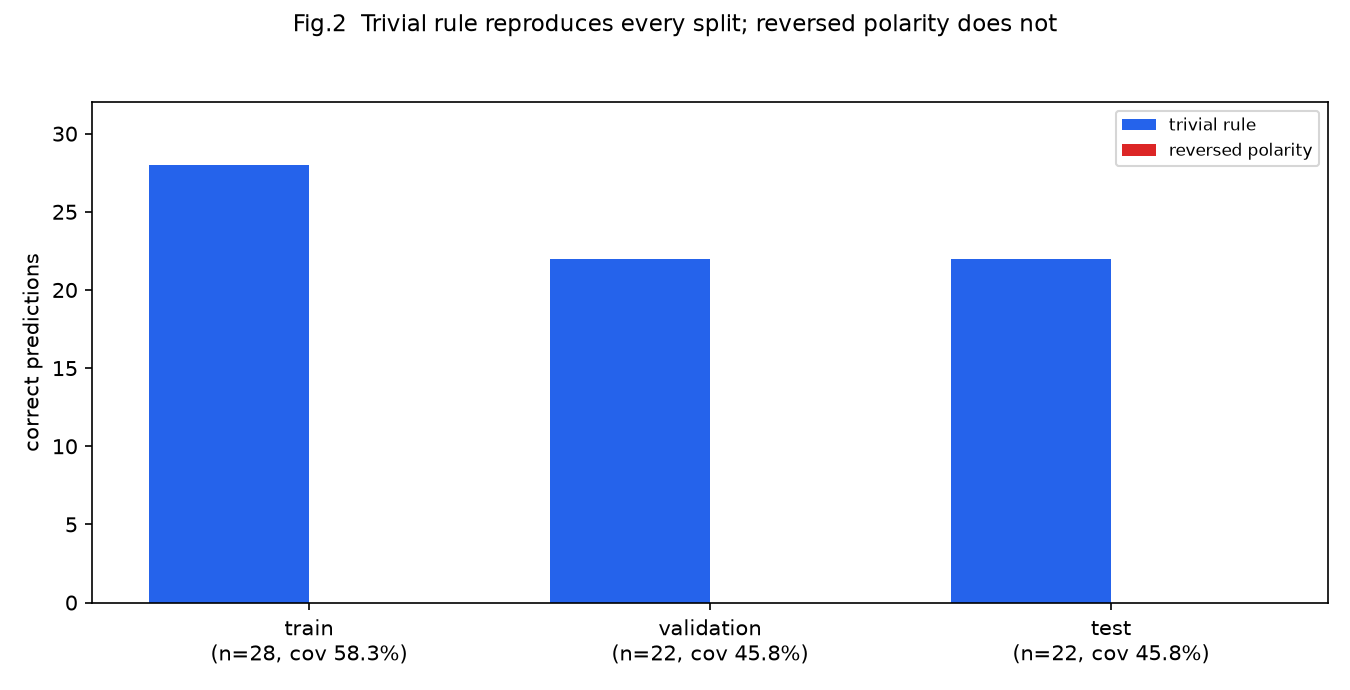 Fig.2  Trivial rule reproduces every split; reversed polarity does not
trivial rule
reversed polarity
correct predictions
30
25
20
15
10
5
0
train
(n=28, cov 58.3%)
validation
(n=22, cov 45.8%)
test
(n=22, cov 45.8%)